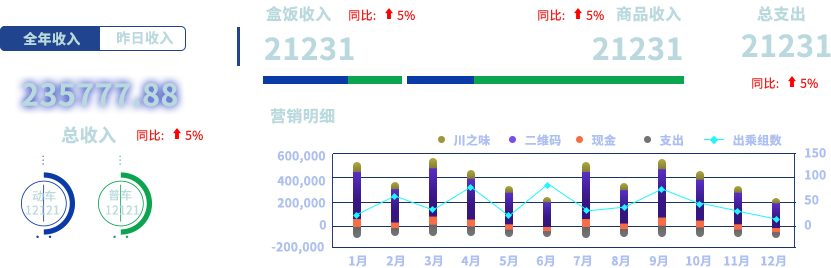 全年收入 昨日收入
235777.88
总收入 同比: 5%
动车
12121
普车
12121
盒饭收入 同比: 5%
21231
同比: 5% 商品收入
21231
总支出
21231
同比: 5%
营销明细
川之味 二维码 现金 支出 出乘组数
600,000
400,000
200,000
0
-200,000
150
100
50
0
1月 2月 3月 4月 5月 6月 7月 8月 9月 10月 11月 12月